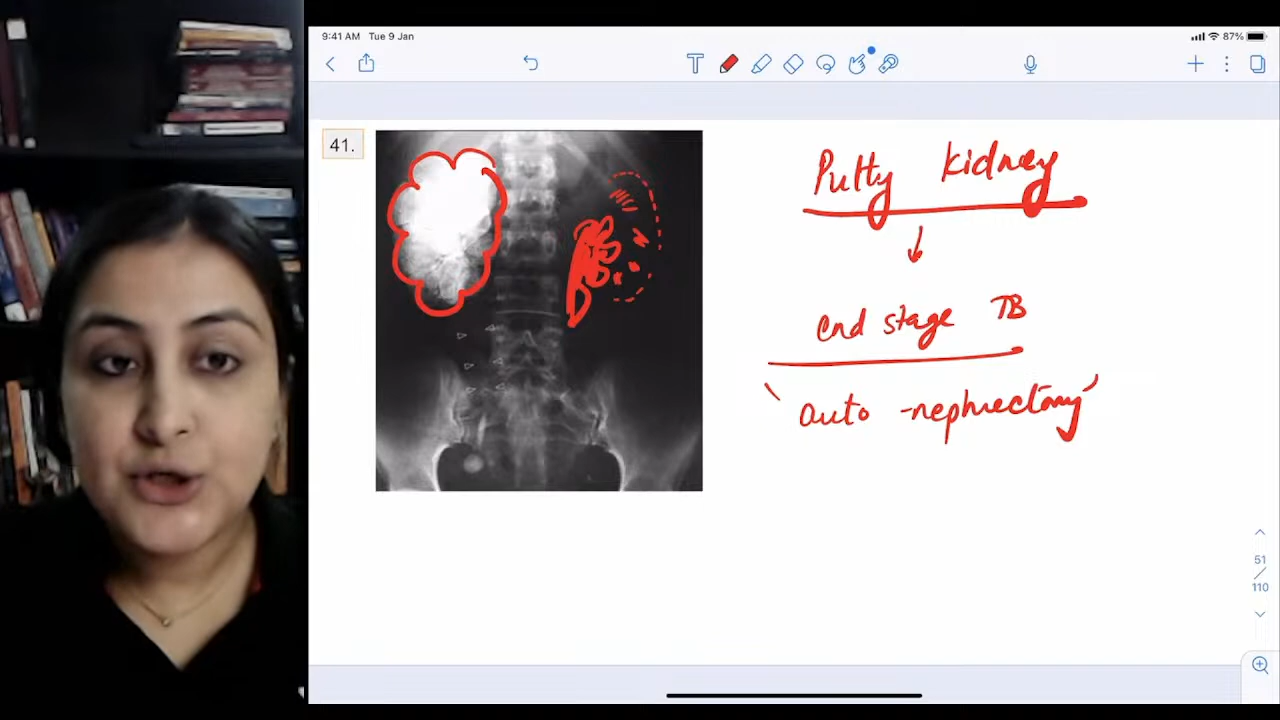 9:41 AM Tue 9 Jan
87%
T
41.
Putty Kidney
end stage TB
"auto-nephrectomy"
51
/
110